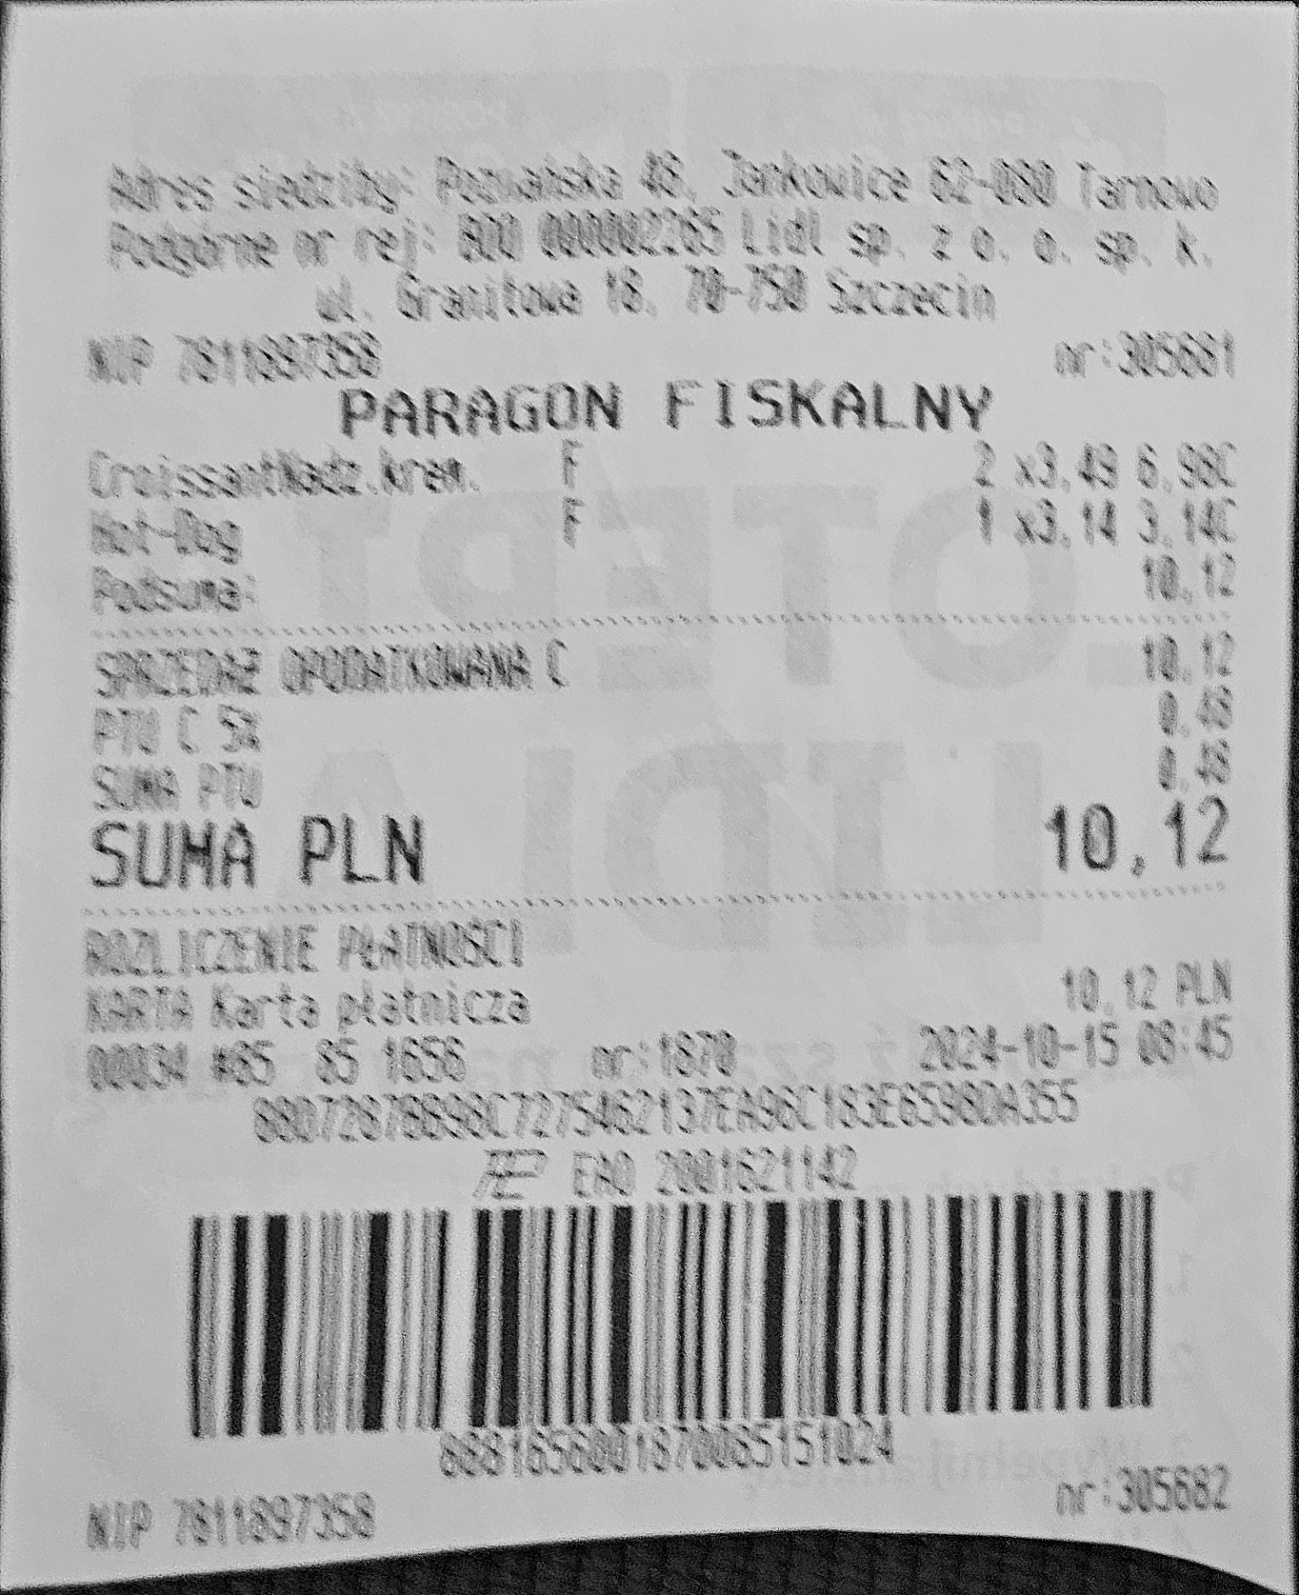 Adres siedziby: Poznańska 48, Jankowice 62-080 Tarnowo
Podgórne nr rej: BDO 000002265 Lidl sp. z o. o. sp. k.
ul. Granitowa 18, 70-750 Szczecin
NIP 7811897358 nr:305681
PARAGON FISKALNY
CroissantNadz.krem. F 2 x3,49 6,98C
Hot-Dog F 1 x3,14 3,14C
Podsuma: 10,12
SPRZEDAŻ OPODATKOWANA C 10,12
PTU C 5% 0,48
SUMA PTU 0,48
SUMA PLN 10,12
ROZLICZENIE PŁATNOŚCI
KARTA Karta płatnicza 10,12 PLN
00034 #65 65 1656 nr:1870 2024-10-15 08:45
EAO 2001621142
NIP 7811897358 nr:305682